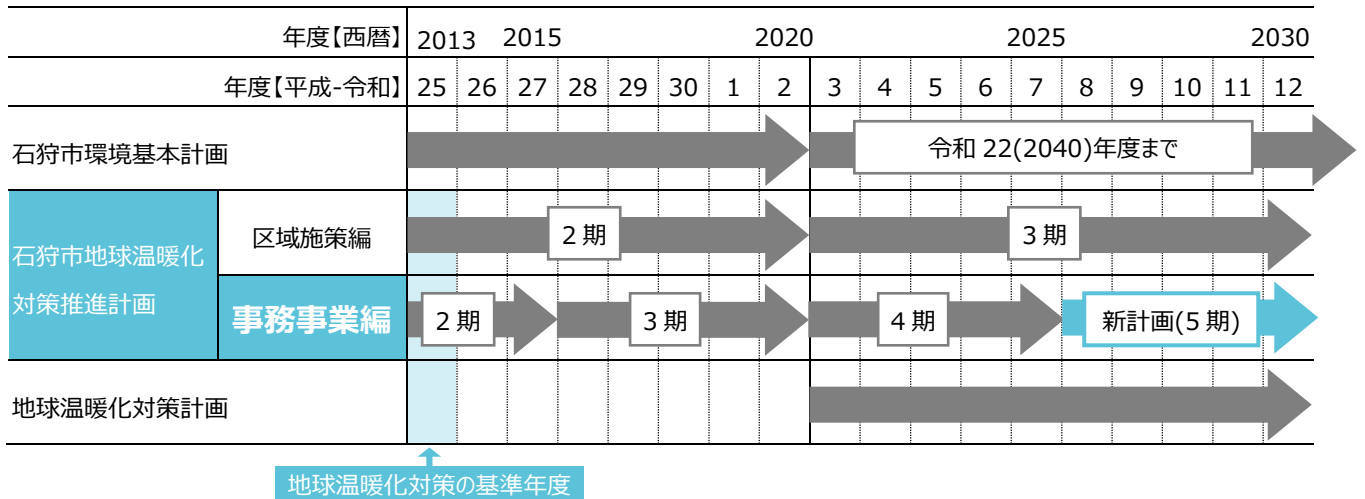 年度【西暦】 2013 2015 2020 2025 2030
年度【平成-令和】 25 26 27 28 29 30 1 2 3 4 5 6 7 8 9 10 11 12
石狩市環境基本計画 令和 22(2040)年度まで
石狩市地球温暖化
対策推進計画
区域施策編 2 期 3 期
事務事業編 2 期 3 期 4 期 新計画(5 期)
地球温暖化対策計画
地球温暖化対策の基準年度